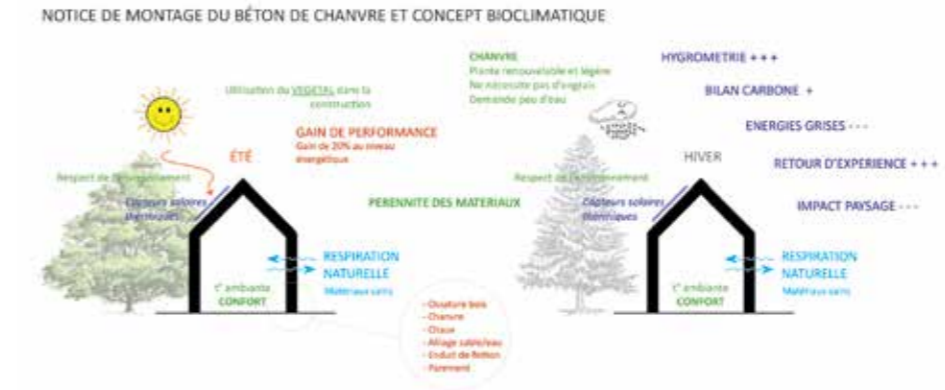 NOTICE DE MONTAGE DU BÉTON DE CHANVRE ET CONCEPT BIOCLIMATIQUE
Utilisation du VEGETAL dans la
construction
GAIN DE PERFORMANCE
Gain de 20% au niveau
énergétique
ÉTÉ
Respect de l'environnement
Capteurs solaires
thermiques
RESPIRATION
NATURELLE
Matériaux sains
t° ambiante
CONFORT
PERENNITE DES MATERIAUX
- Ossature bois
- Chanvre
- Chaux
- Alliage sable/eau
- Enduit de finition
- Parement
CHANVRE
Plante renouvelable et légère
Ne nécessite pas d'engrais
Demande peu d'eau
HIVER
Respect de l'environnement
Capteurs solaires
thermiques
RESPIRATION
NATURELLE
Matériaux sains
t° ambiante
CONFORT
HYGROMETRIE + + +
BILAN CARBONE +
ENERGIES GRISES - - -
RETOUR D'EXPERIENCE + + +
IMPACT PAYSAGE - - -